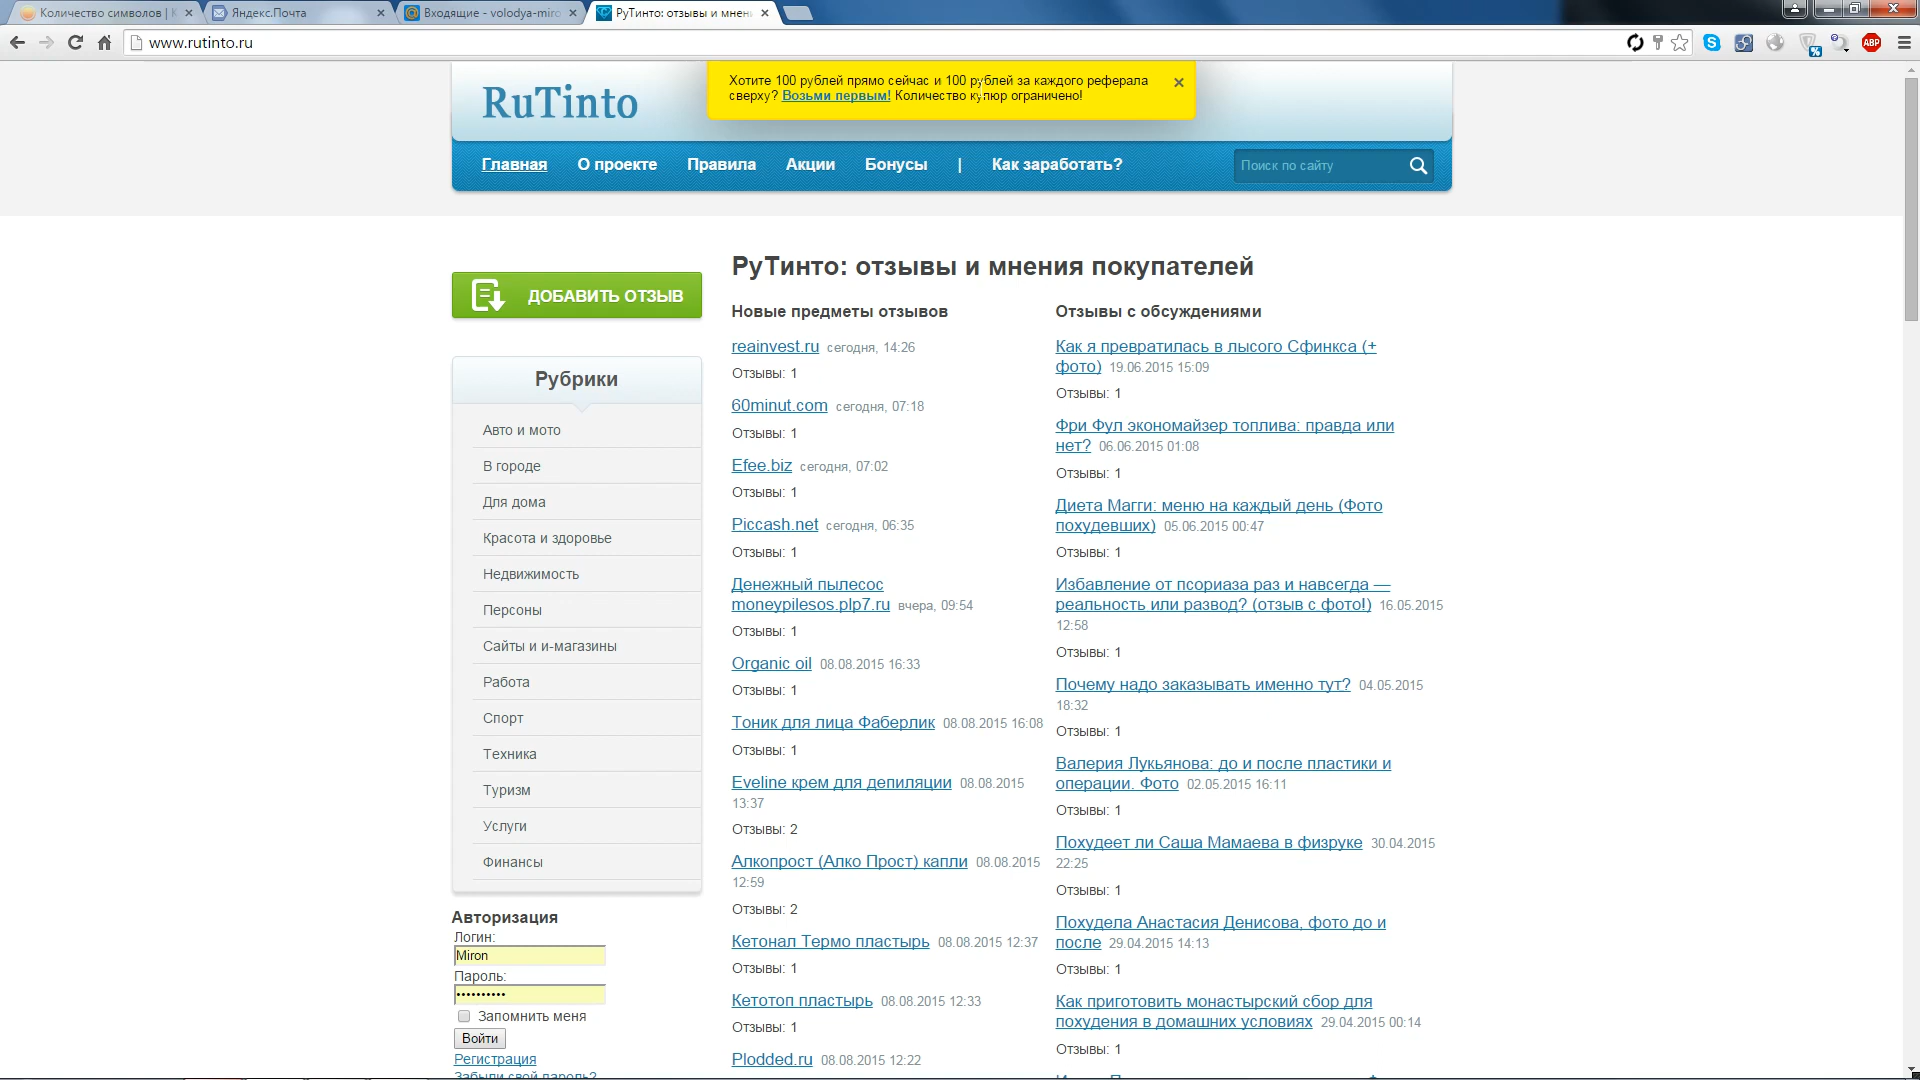 Количество символов |
Яндекс.Почта
Входящие - volodya-miro
РуТинто: отзывы и мнен
www.rutinto.ru
ABP
RuTinto
Хотите 100 рублей прямо сейчас и 100 рублей за каждого реферала
сверху? Возьми первым! Количество купюр ограничено!
Главная О проекте Правила Акции Бонусы | Как заработать?
Поиск по сайту
ДОБАВИТЬ ОТЗЫВ
Рубрики
Авто и мото
В городе
Для дома
Красота и здоровье
Недвижимость
Персоны
Сайты и и-магазины
Работа
Спорт
Техника
Туризм
Услуги
Финансы
Авторизация
Логин:
Miron
Пароль:
••••••••••
Запомнить меня
Войти
Регистрация
Забыли свой пароль?
РуТинто: отзывы и мнения покупателей
Новые предметы отзывов
reainvest.ru сегодня, 14:26
Отзывы: 1
60minut.com сегодня, 07:18
Отзывы: 1
Efee.biz сегодня, 07:02
Отзывы: 1
Piccash.net сегодня, 06:35
Отзывы: 1
Денежный пылесос
moneypilesos.plp7.ru вчера, 09:54
Отзывы: 1
Organic oil 08.08.2015 16:33
Отзывы: 1
Тоник для лица Фаберлик 08.08.2015 16:08
Отзывы: 1
Eveline крем для депиляции 08.08.2015
13:37
Отзывы: 2
Алкопрост (Алко Прост) капли 08.08.2015
12:59
Отзывы: 2
Кетонал Термо пластырь 08.08.2015 12:37
Отзывы: 1
Кетотоп пластырь 08.08.2015 12:33
Отзывы: 1
Plodded.ru 08.08.2015 12:22
Отзывы с обсуждениями
Как я превратилась в лысого Сфинкса (+
фото) 19.06.2015 15:09
Отзывы: 1
Фри Фул экономайзер топлива: правда или
нет? 06.06.2015 01:08
Отзывы: 1
Диета Магги: меню на каждый день (Фото
похудевших) 05.06.2015 00:47
Отзывы: 1
Избавление от псориаза раз и навсегда —
реальность или развод? (отзыв с фото!) 16.05.2015
12:58
Отзывы: 1
Почему надо заказывать именно тут? 04.05.2015
18:32
Отзывы: 1
Валерия Лукьянова: до и после пластики и
операции. Фото 02.05.2015 16:11
Отзывы: 1
Похудеет ли Саша Мамаева в физруке 30.04.2015
22:25
Отзывы: 1
Похудела Анастасия Денисова, фото до и
после 29.04.2015 14:13
Отзывы: 1
Как приготовить монастырский сбор для
похудения в домашних условиях 29.04.2015 00:14
Отзывы: 1